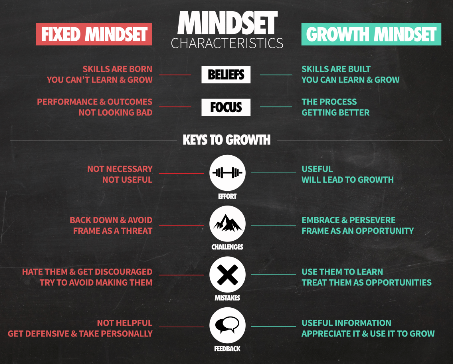 MINDSET
CHARACTERISTICS
FIXED MINDSET
GROWTH MINDSET
SKILLS ARE BORN
YOU CAN'T LEARN & GROW
BELIEFS
SKILLS ARE BUILT
YOU CAN LEARN & GROW
PERFORMANCE & OUTCOMES
NOT LOOKING BAD
FOCUS
THE PROCESS
GETTING BETTER
KEYS TO GROWTH
NOT NECESSARY
NOT USEFUL
EFFORT
USEFUL
WILL LEAD TO GROWTH
BACK DOWN & AVOID
FRAME AS A THREAT
CHALLENGES
EMBRACE & PERSEVERE
FRAME AS AN OPPORTUNITY
HATE THEM & GET DISCOURAGED
TRY TO AVOID MAKING THEM
MISTAKES
USE THEM TO LEARN
TREAT THEM AS OPPORTUNITIES
NOT HELPFUL
GET DEFENSIVE & TAKE PERSONALLY
FEEDBACK
USEFUL INFORMATION
APPRECIATE IT & USE IT TO GROW